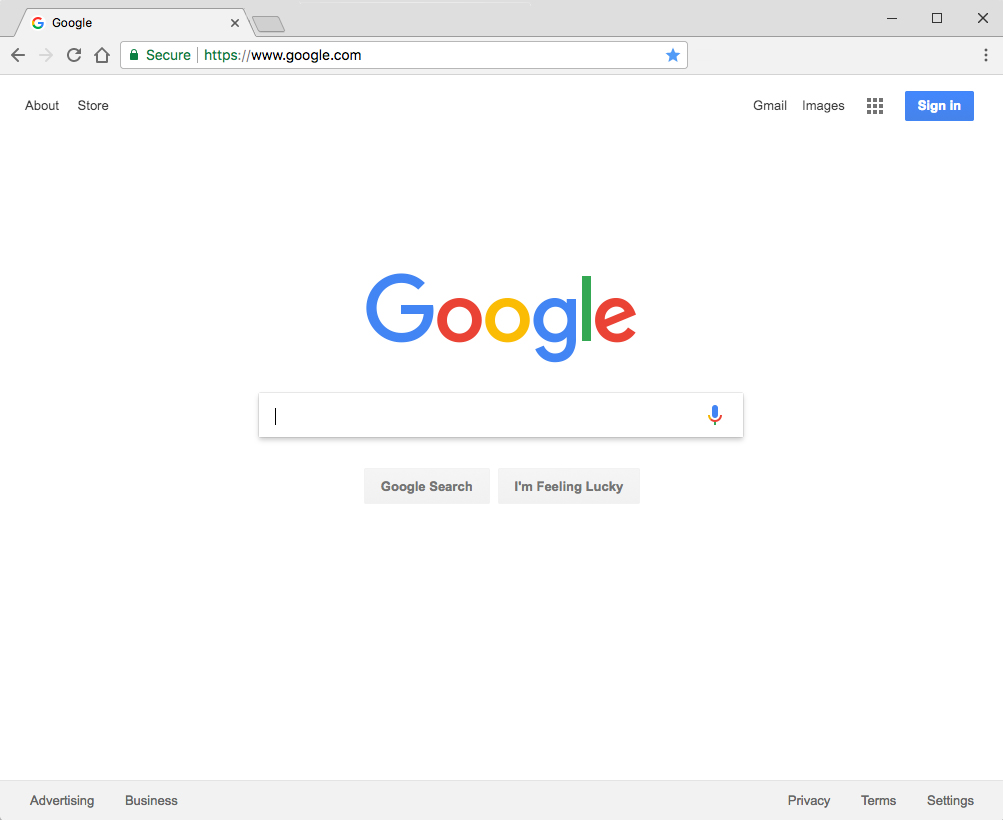 Google
Secure https://www.google.com
About Store Gmail Images Sign in
Google
Google Search I'm Feeling Lucky
Advertising Business Privacy Terms Settings